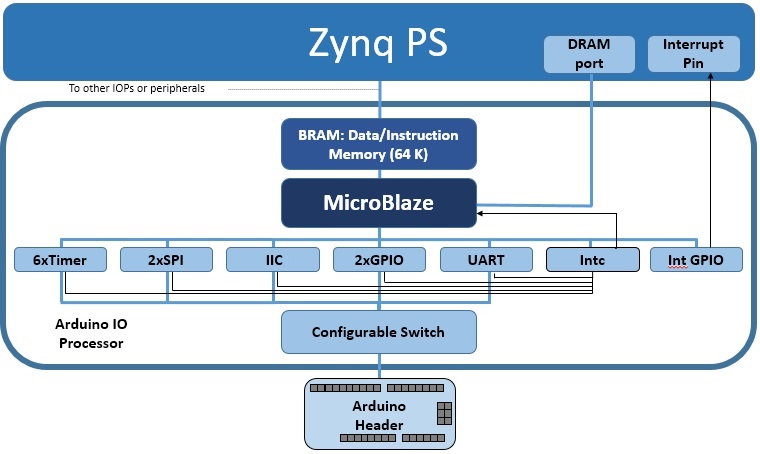 Zynq PS
DRAM
port
Interrupt
Pin
To other IOPs or peripherals
BRAM: Data/Instruction
Memory (64 K)
MicroBlaze
6xTimer
2xSPI
IIC
2xGPIO
UART
Intc
Int GPIO
Arduino IO
Processor
Configurable Switch
Arduino
Header